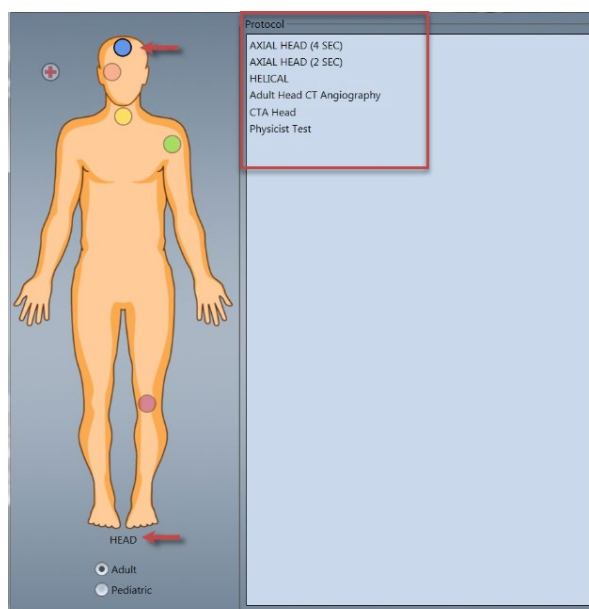 Protocol
AXIAL HEAD (4 SEC)
AXIAL HEAD (2 SEC)
HELICAL
Adult Head CT Angiography
CTA Head
Physicist Test
HEAD
Adult
Pediatric